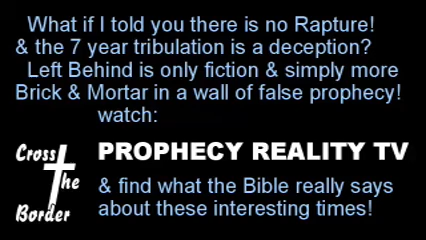 What if I told you there is no Rapture!
& the 7 year tribulation is a deception?
Left Behind is only fiction & simply more
Brick & Mortar in a wall of false prophecy!
watch:
PROPHECY REALITY TV
Cross
the
Border
& find what the Bible really says
about these interesting times!